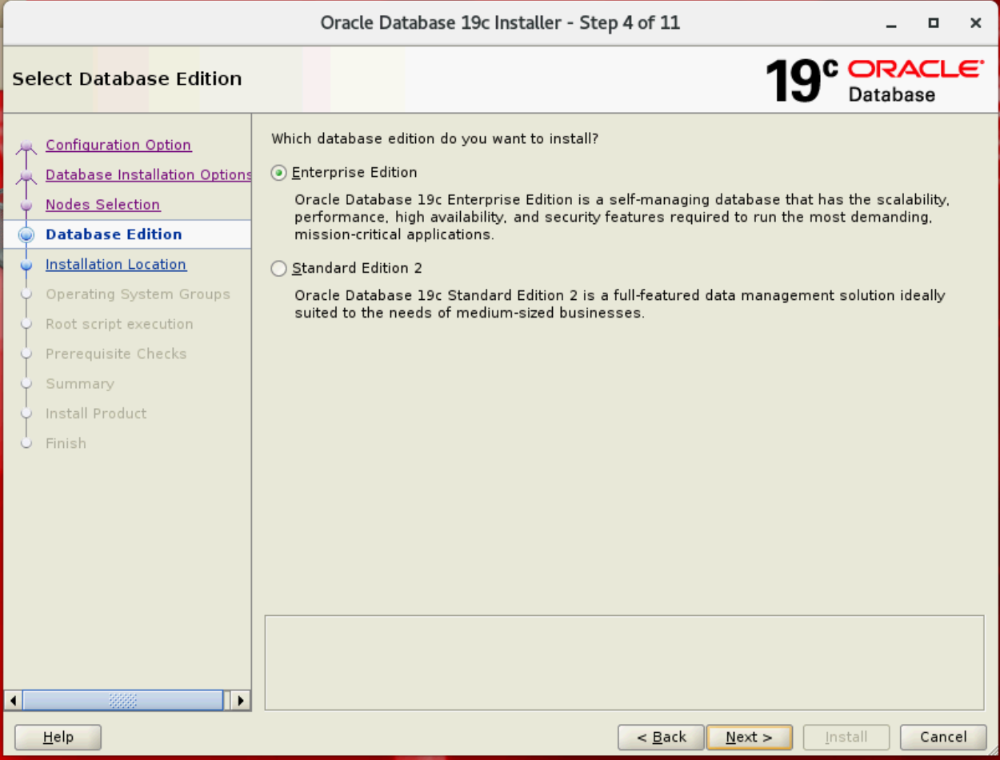 Oracle Database 19c Installer - Step 4 of 11
Select Database Edition
19c ORACLE
Database
Configuration Option
Database Installation Options
Nodes Selection
Database Edition
Installation Location
Operating System Groups
Root script execution
Prerequisite Checks
Summary
Install Product
Finish
Which database edition do you want to install?
Enterprise Edition
Oracle Database 19c Enterprise Edition is a self-managing database that has the scalability,
performance, high availability, and security features required to run the most demanding,
mission-critical applications.
Standard Edition 2
Oracle Database 19c Standard Edition 2 is a full-featured data management solution ideally
suited to the needs of medium-sized businesses.
Help
< Back
Next >
Install
Cancel